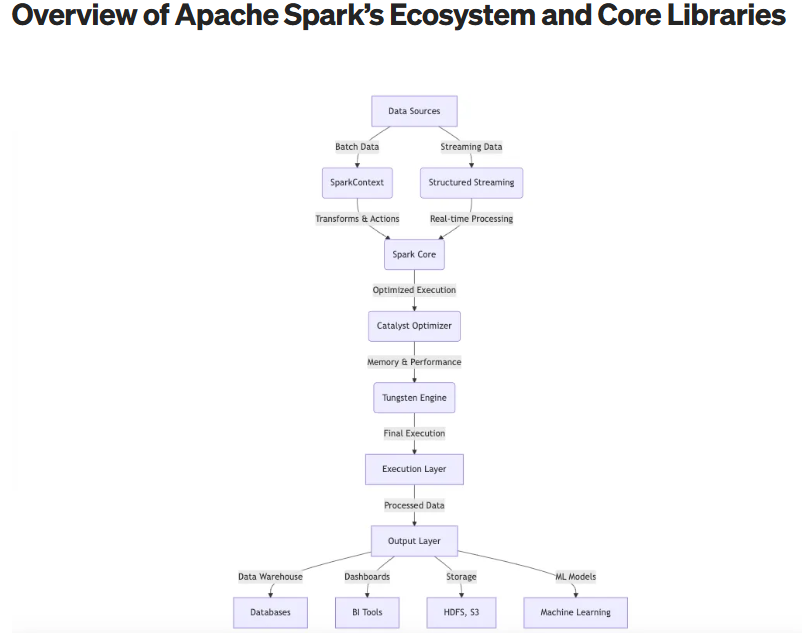 Overview of Apache Spark’s Ecosystem and Core Libraries
Data Sources
Batch Data
Streaming Data
SparkContext
Structured Streaming
Transforms & Actions
Real-time Processing
Spark Core
Optimized Execution
Catalyst Optimizer
Memory & Performance
Tungsten Engine
Final Execution
Execution Layer
Processed Data
Output Layer
Data Warehouse
Dashboards
Storage
ML Models
Databases
BI Tools
HDFS, S3
Machine Learning